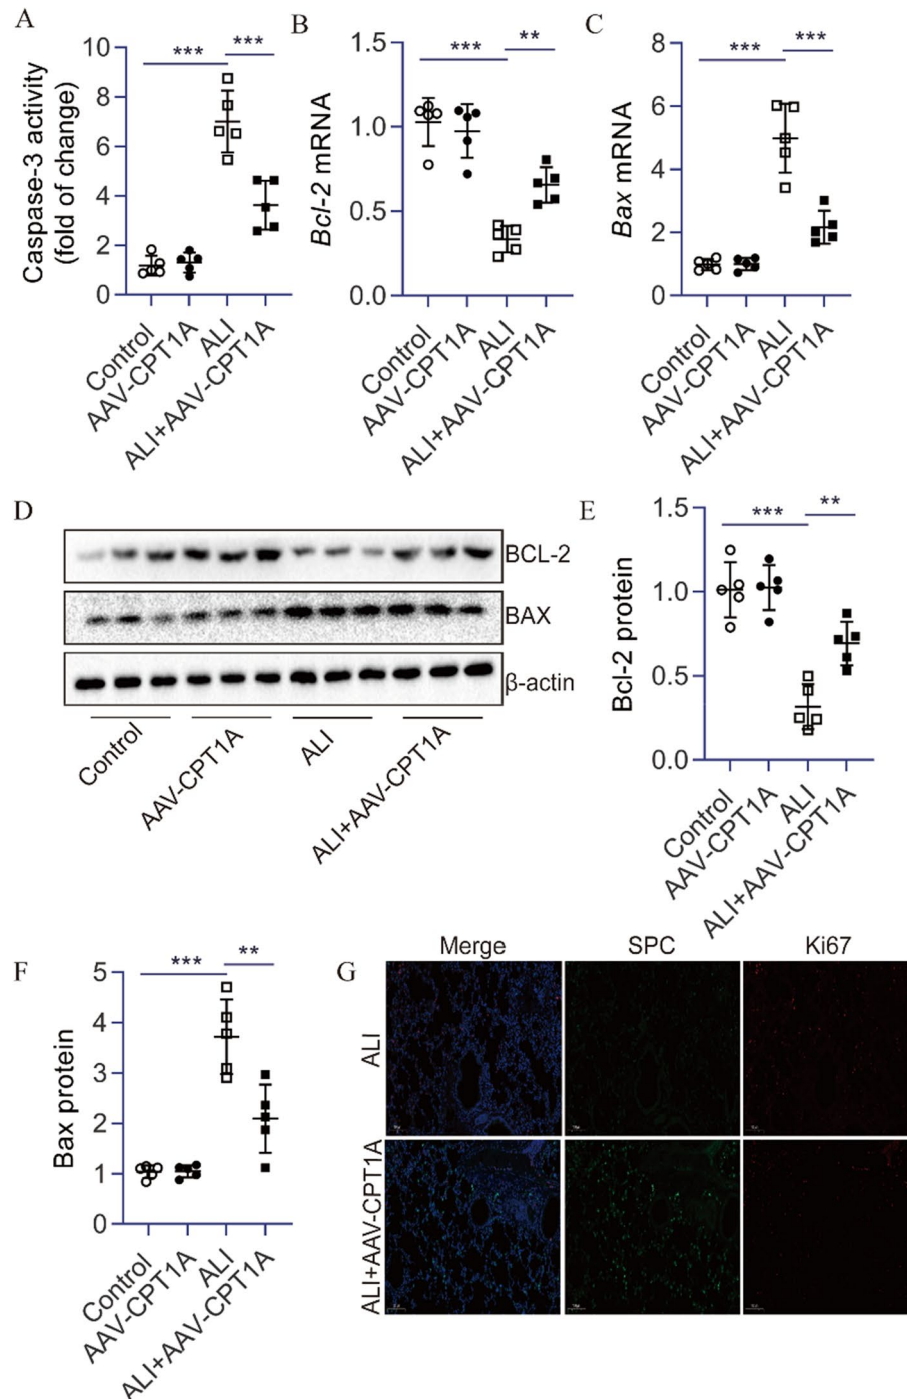 A
Caspase-3 activity
(fold of change)
10
8
6
4
2
0
***
***
Control
AAV-CPT1A
ALI
ALI+AAV-CPT1A
B
Bcl-2 mRNA
1.5
1.0
0.5
0.0
***
**
Control
AAV-CPT1A
ALI
ALI+AAV-CPT1A
C
Bax mRNA
8
6
4
2
0
***
***
Control
AAV-CPT1A
ALI
ALI+AAV-CPT1A
D
BCL-2
BAX
β-actin
Control
AAV-CPT1A
ALI
ALI+AAV-CPT1A
E
Bcl-2 protein
1.5
1.0
0.5
0.0
***
**
Control
AAV-CPT1A
ALI
ALI+AAV-CPT1A
F
Bax protein
5
4
3
2
1
0
***
**
Control
AAV-CPT1A
ALI
ALI+AAV-CPT1A
G
Merge
SPC
Ki67
ALI
ALI+AAV-CPT1A